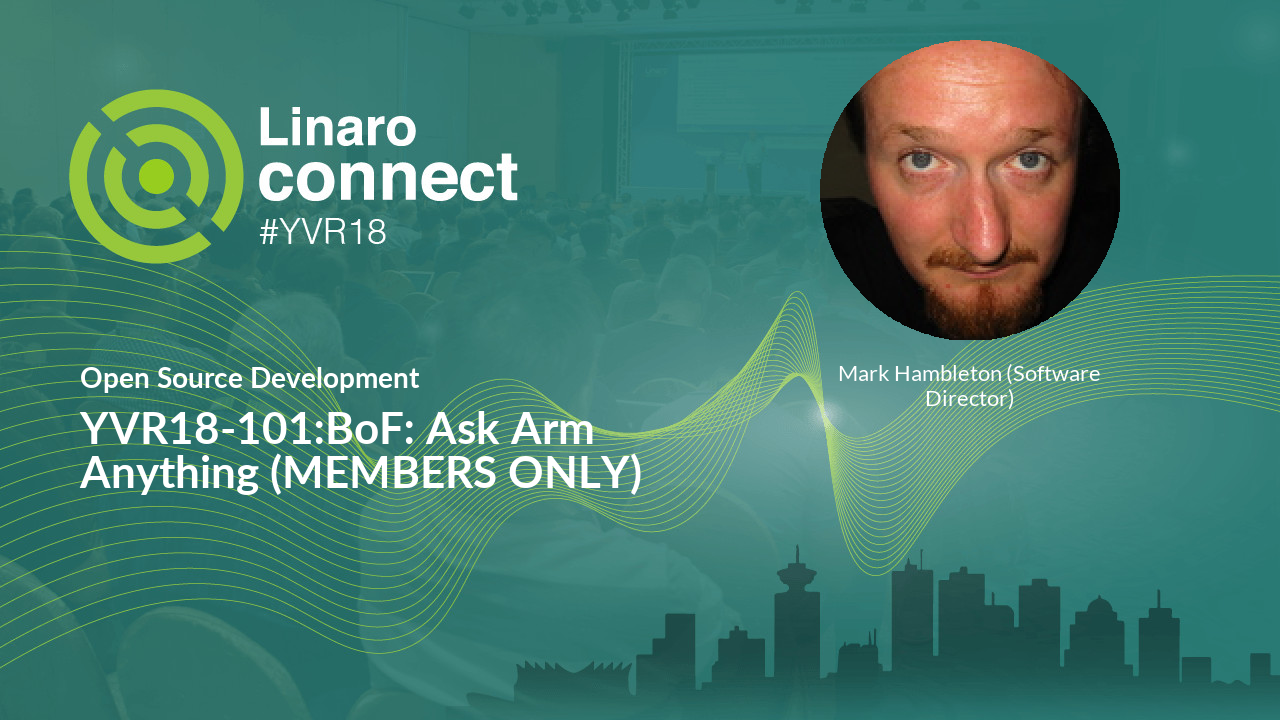 Linaro
connect
#YVR18
Open Source Development
YVR18-101:BoF: Ask Arm
Anything (MEMBERS ONLY)
Mark Hambleton (Software
Director)